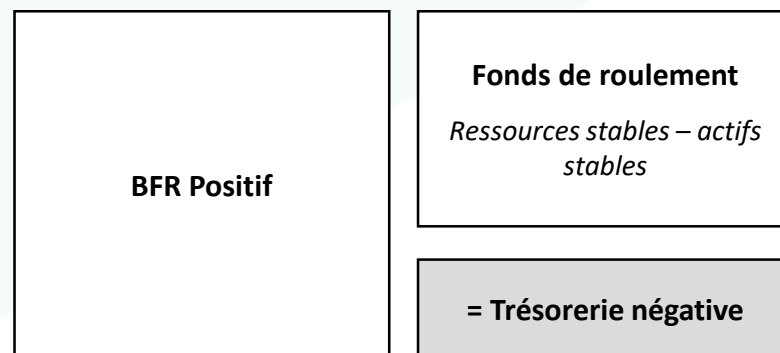 BFR Positif
Fonds de roulement
Ressources stables – actifs
stables
= Trésorerie négative